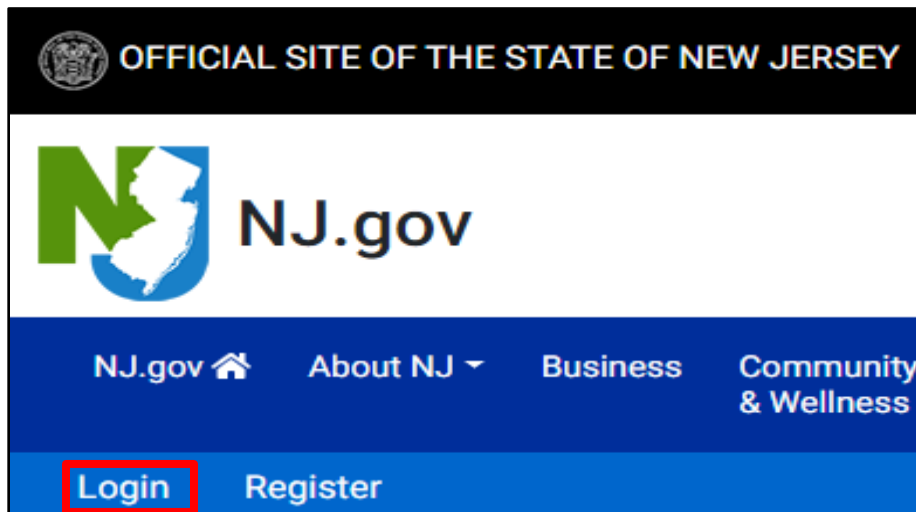 OFFICIAL SITE OF THE STATE OF NEW JERSEY
NJ
NJ.gov
NJ.gov About NJ Business Community
& Wellness
Login Register